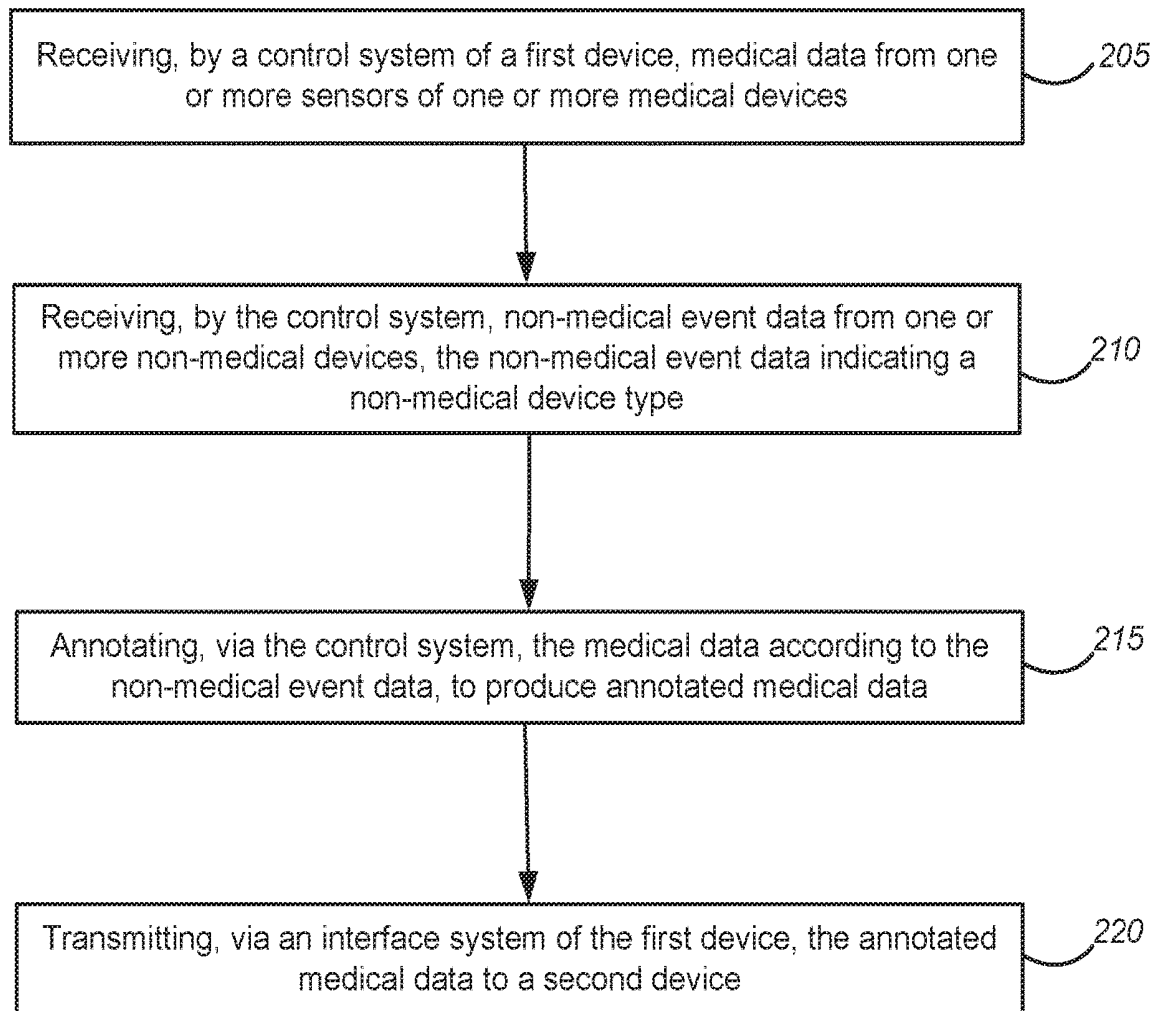 Receiving, by a control system of a first device, medical data from one
or more sensors of one or more medical devices
205
Receiving, by the control system, non-medical event data from one or
more non-medical devices, the non-medical event data indicating a
non-medical device type
210
Annotating, via the control system, the medical data according to the
non-medical event data, to produce annotated medical data
215
Transmitting, via an interface system of the first device, the annotated
medical data to a second device
220